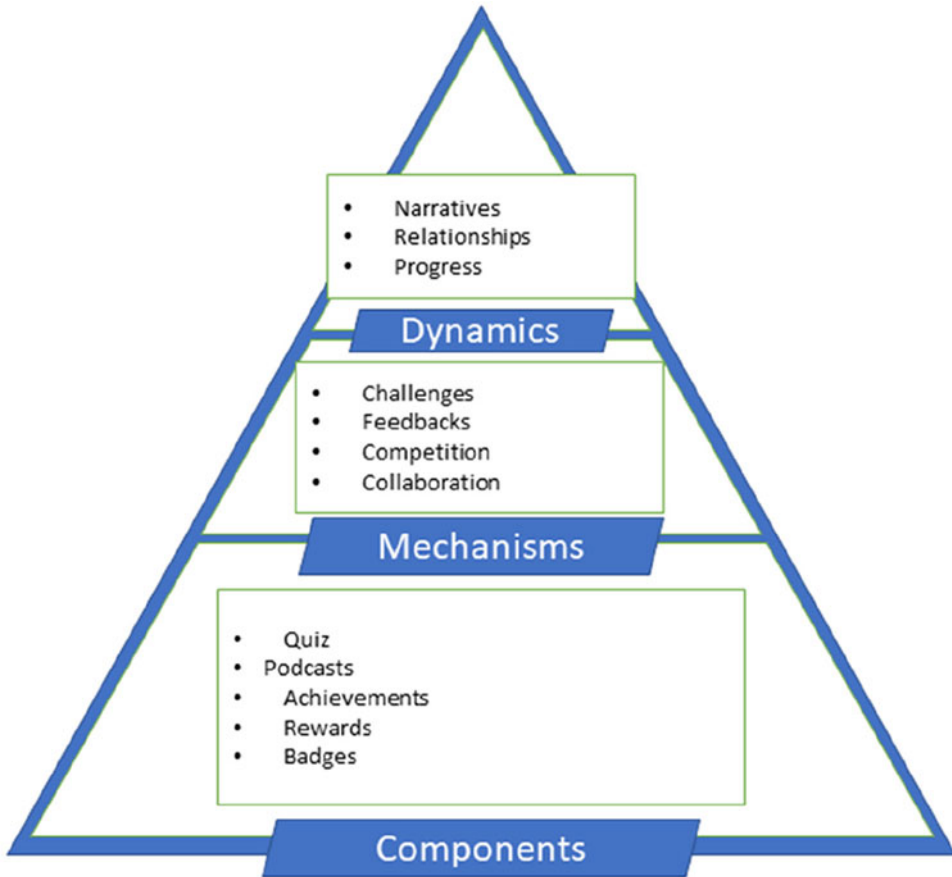 • Narratives
• Relationships
• Progress
Dynamics
• Challenges
• Feedbacks
• Competition
• Collaboration
Mechanisms
• Quiz
• Podcasts
• Achievements
• Rewards
• Badges
Components